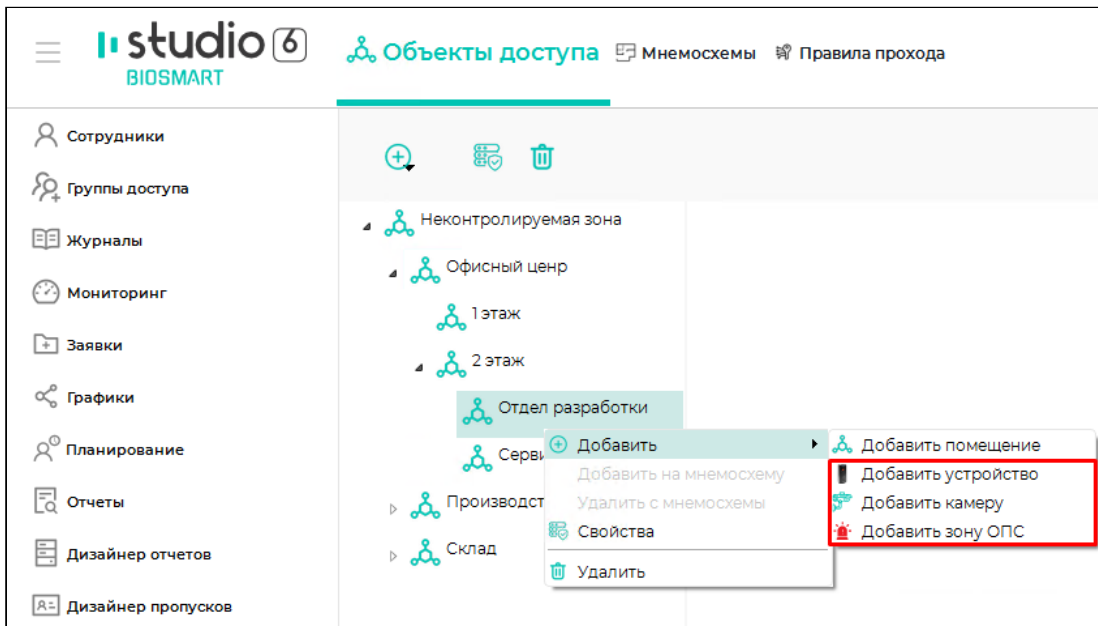 studio 6
BIOSMART
Объекты доступа
Мнемосхемы
Правила прохода
Сотрудники
Группы доступа
Журналы
Мониторинг
Заявки
Графики
Планирование
Отчеты
Дизайнер отчетов
Дизайнер пропусков
Неконтролируемая зона
Офисный ценр
1 этаж
2 этаж
Отдел разработки
Серви
Производст
Склад
Добавить
Добавить на мнемосхему
Удалить с мнемосхемы
Свойства
Удалить
Добавить помещение
Добавить устройство
Добавить камеру
Добавить зону ОПС